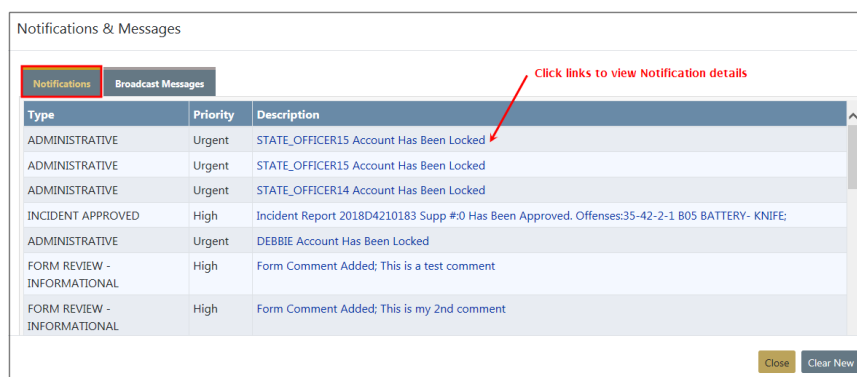 Notifications & Messages
Click links to view Notification details
Notifications Broadcast Messages
Type Priority Description
ADMINISTRATIVE Urgent STATE_OFFICER15 Account Has Been Locked
ADMINISTRATIVE Urgent STATE_OFFICER15 Account Has Been Locked
ADMINISTRATIVE Urgent STATE_OFFICER14 Account Has Been Locked
INCIDENT APPROVED High Incident Report 2018D4210183 Supp #:0 Has Been Approved. Offenses:35-42-2-1 B05 BATTERY- KNIFE;
ADMINISTRATIVE Urgent DEBBIE Account Has Been Locked
FORM REVIEW - High Form Comment Added; This is a test comment
INFORMATIONAL
FORM REVIEW - High Form Comment Added; This is my 2nd comment
INFORMATIONAL
Close Clear New